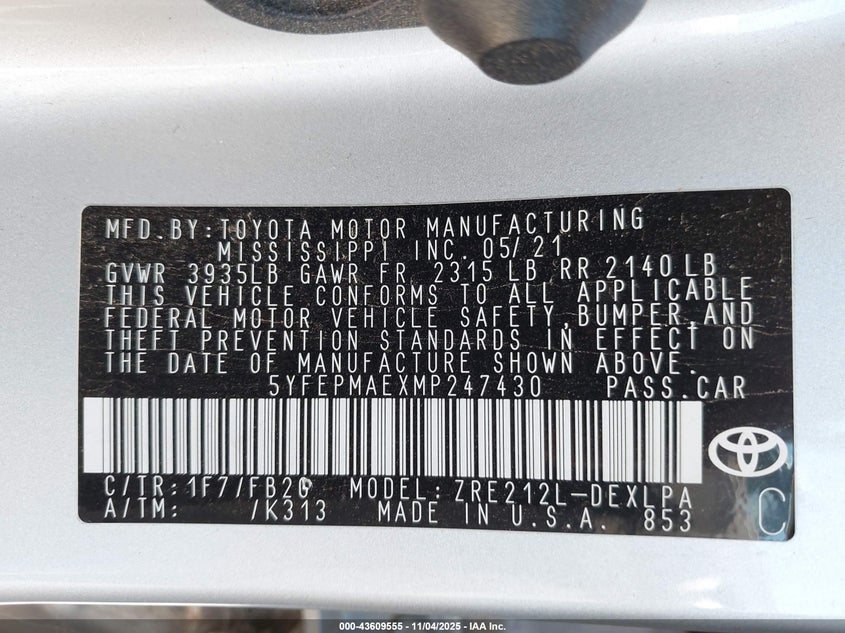 MFD.BY:TOYOTA MOTOR MANUFACTURING
MISSISSIPPI INC. 05/21
GVWR 3935LB GAWR FR 2315LB RR 2140LB
THIS VEHICLE CONFORMS TO ALL APPLICABLE
FEDERAL MOTOR VEHICLE SAFETY,BUMPER,AND
THEFT PREVENTION STANDARDS IN EFFECT ON
THE DATE OF MANUFACTURE SHOWN ABOVE.
5YFEPMAEXMP247430 PASS.CAR
C/TR:1F7/FB20 MODEL:ZRE212L-DEXLPA
A/TM: /K313 MADE IN U.S.A. 853 C
000-43609555 - 11/04/2025 - IAA Inc.